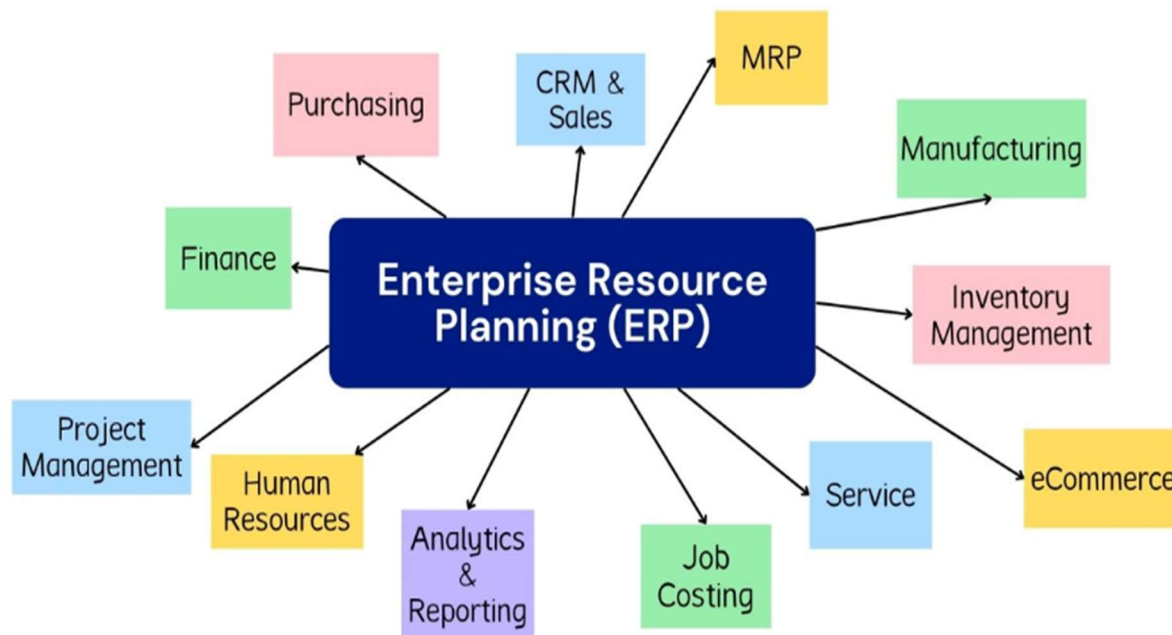 MRP
CRM &
Sales
Purchasing
Manufacturing
Finance
Enterprise Resource
Planning (ERP)
Inventory
Management
Project
Management
Human
Resources
Analytics
&
Reporting
Job
Costing
Service
eCommerce